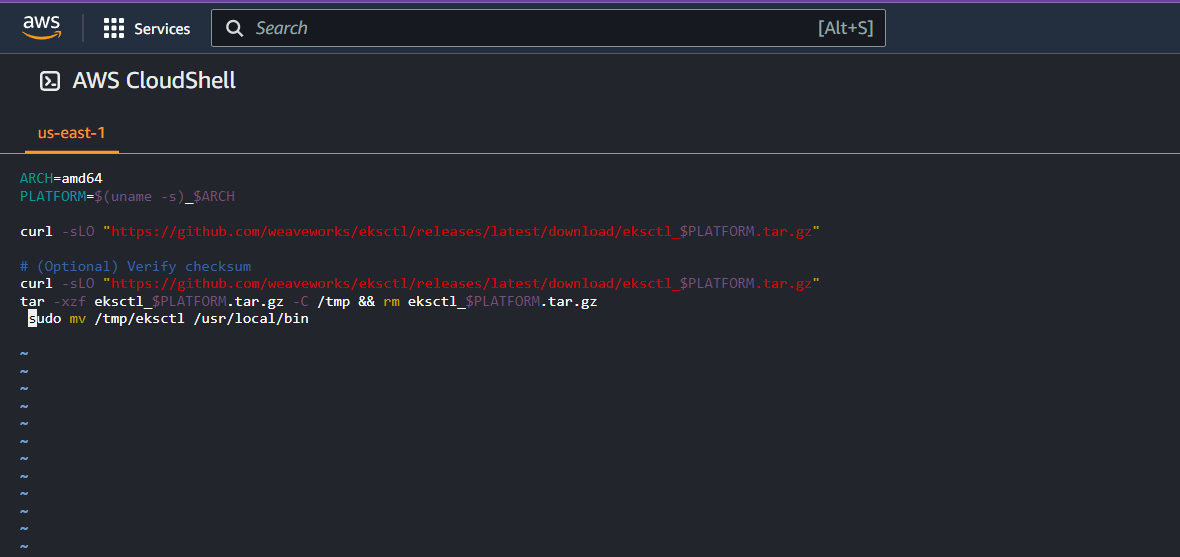 aws
Services
Search
[Alt+S]
AWS CloudShell
us-east-1
ARCH=amd64
PLATFORM=$(uname -s)_$ARCH
curl -sLO "https://github.com/weaveworks/eksctl/releases/latest/download/eksctl_$PLATFORM.tar.gz"
# (Optional) Verify checksum
curl -sLO "https://github.com/weaveworks/eksctl/releases/latest/download/eksctl_$PLATFORM.tar.gz"
tar -xzf eksctl_$PLATFORM.tar.gz -C /tmp && rm eksctl_$PLATFORM.tar.gz
 sudo mv /tmp/eksctl /usr/local/bin
~
~
~
~
~
~
~
~
~
~
~
~